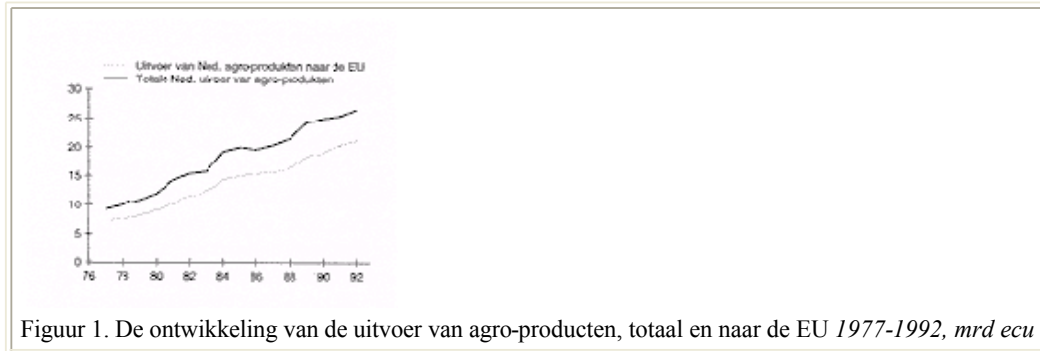 Uitvoer van Ned. agro-produkten naar de EU
Totale Ned. uitvoer van agro-produkten
30
25
20
15
10
5
0
76 78 80 82 84 86 88 90 92
Figuur 1. De ontwikkeling van de uitvoer van agro-producten, totaal en naar de EU 1977-1992, mrd ecu